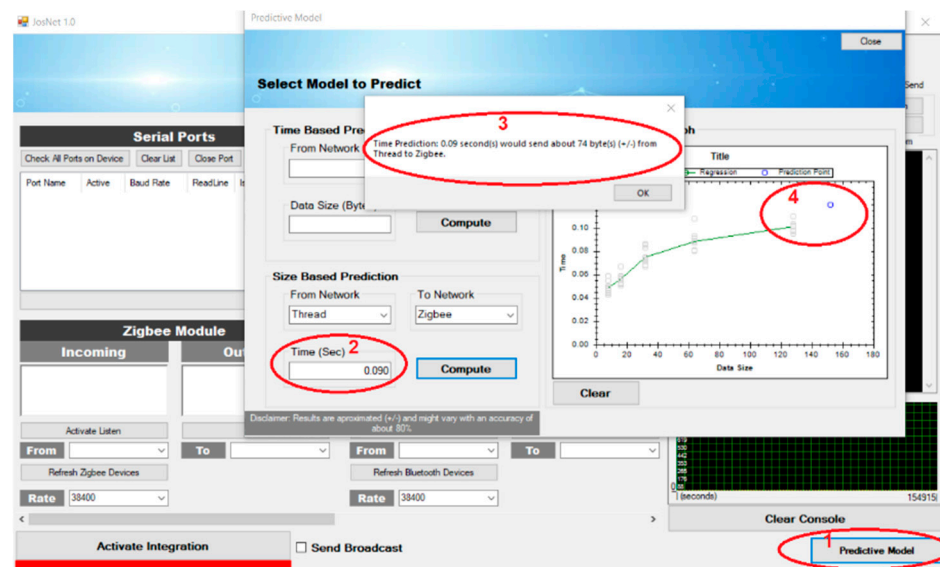 JosNet 1.0
Predictive Model
Close
Select Model to Predict
Send
Serial Ports
Check All Ports on Device
Clear List
Close Port
Port Name
Active
Baud Rate
ReadLine
Time Based
From Network
Data Size
Compute
3
Time Prediction: 0.09 second(s) would send about 74 byte(s) (+/-) from
Thread to Zigbee.
OK
Title
Regression
Prediction Point
4
0.10
0.08
0.06
0.04
0.02
0.00
Time
0
20
40
60
80
100
120
140
160
180
Data Size
Size Based Prediction
From Network
To Network
Thread
Zigbee
Time (Sec)
2
0.090
Compute
Clear
Disclaimer: Results are aproximated (+/-) and might vary with an accuracy of
about 80%
Zigbee Module
Incoming
Activate Listen
From
To
From
To
Refresh Zigbee Devices
Refresh Bluetooth Devices
Rate
38400
Rate
38400
(seconds)
154915
Clear Console
Activate Integration
Send Broadcast
1
Predictive Model